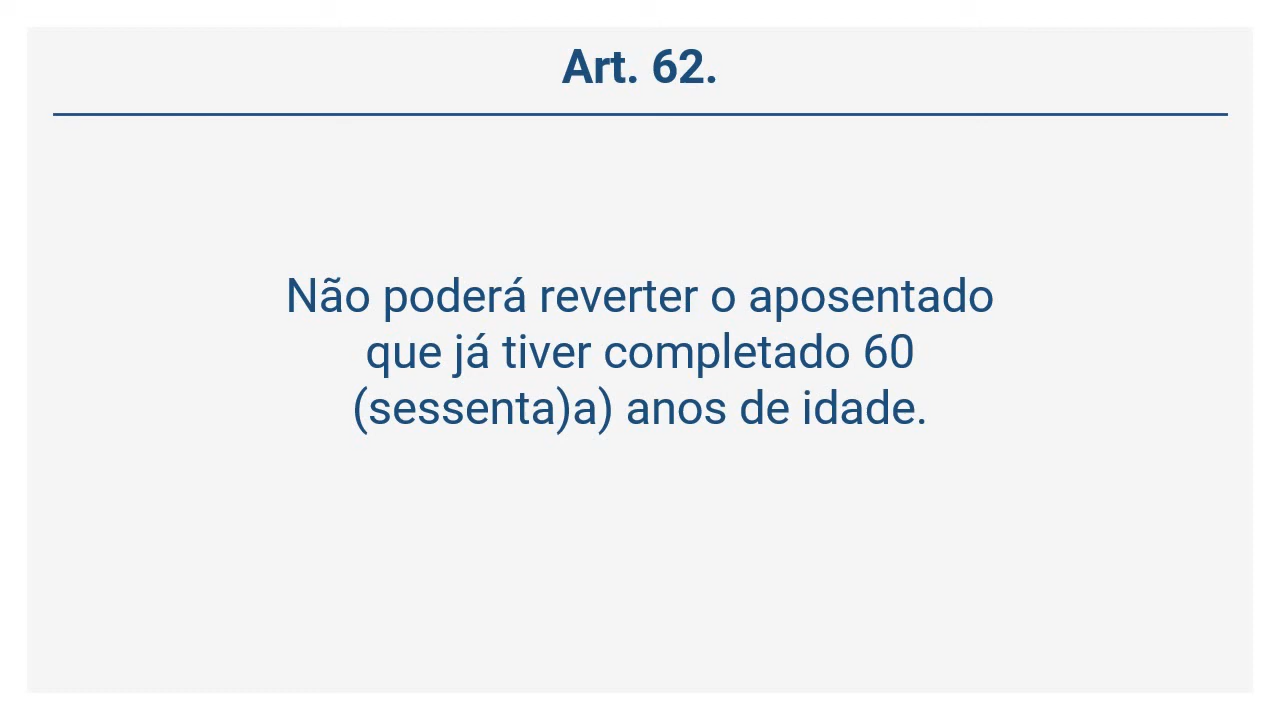 Art. 62.
Não poderá reverter o aposentado
que já tiver completado 60
(sessenta)a) anos de idade.